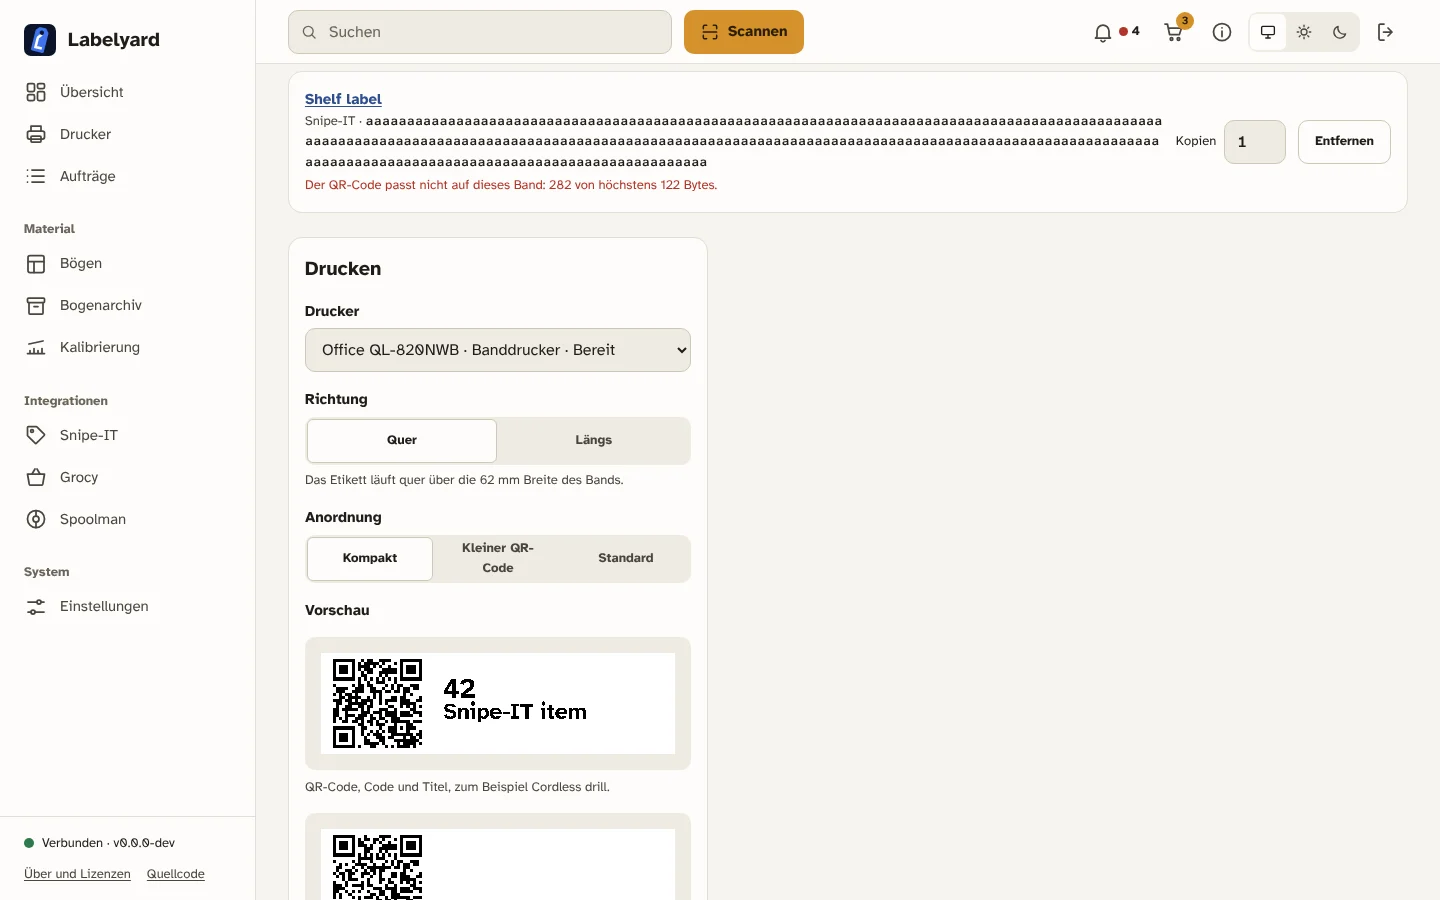 Labelyard
Übersicht
Drucker
Aufträge
Material
Bögen
Bogenarchiv
Kalibrierung
Integrationen
Snipe-IT
Grocy
Spoolman
System
Einstellungen
Verbunden · v0.0.0-dev
Über und Lizenzen Quellcode
Suchen
Scannen
4
3
Shelf label
Snipe-IT ·
Der QR-Code passt nicht auf dieses Band: 282 von höchstens 122 Bytes.
Kopien 1 Entfernen
Drucken
Drucker
Office QL-820NWB · Banddrucker · Bereit
Richtung
Quer Längs
Das Etikett läuft quer über die 62 mm Breite des Bands.
Anordnung
Kompakt Kleiner QR-
Code Standard
Vorschau
42
Snipe-IT item
QR-Code, Code und Titel, zum Beispiel Cordless drill.